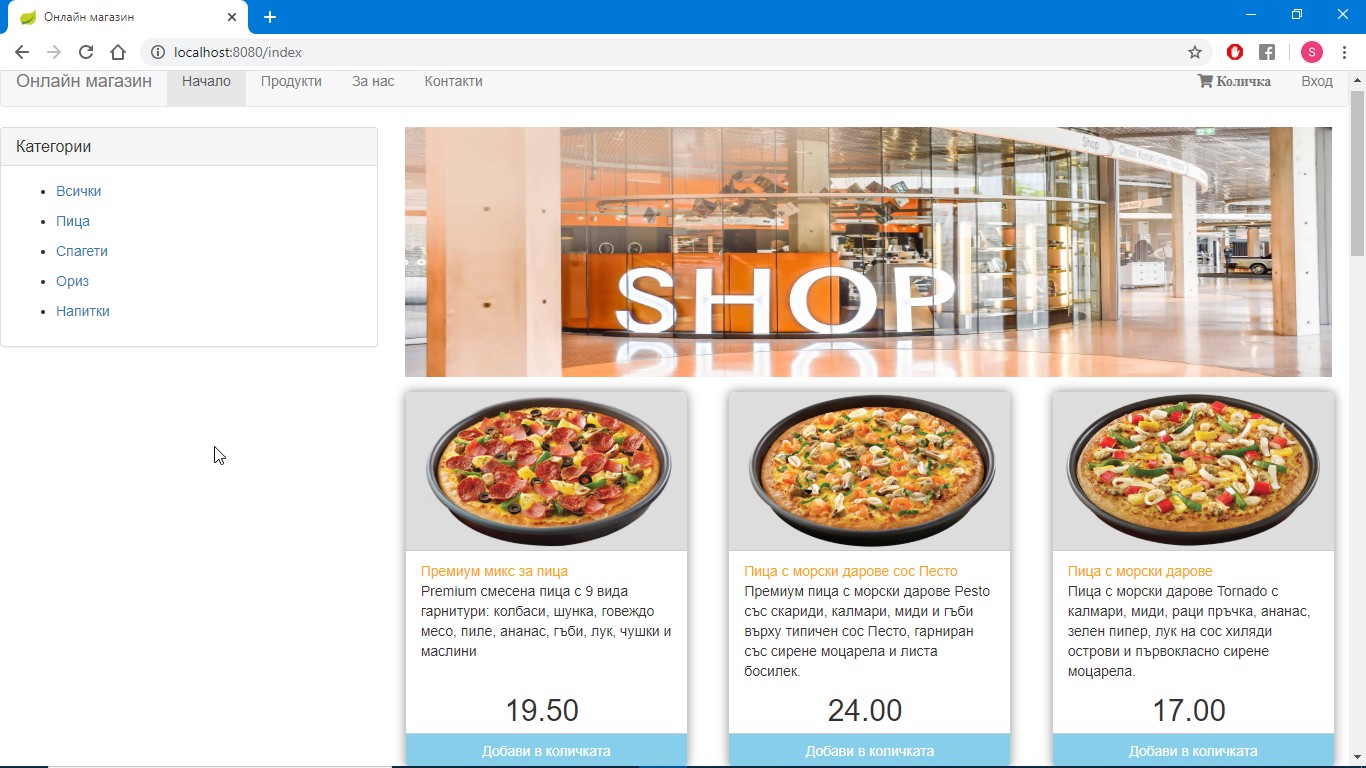 Онлайн магазин
localhost:8080/index
S
Онлайн магазин Начало Продукти За нас Контакти Количка Вход
Категории
Всички
Пица
Спагети
Ориз
Напитки
Shop
SHOP
Премиум микс за пица
Premium смесена пица с 9 вида
гарнитури: колбаси, шунка, говеждо
месо, пиле, ананас, гъби, лук, чушки и
маслини
19.50
Добави в количката
Пица с морски дарове сос Песто
Премиум пица с морски дарове Pesto
със скариди, калмари, миди и гъби
върху типичен сос Песто, гарниран
със сирене моцарела и листа
босилек.
24.00
Добави в количката
Пица с морски дарове
Пица с морски дарове Tornado с
калмари, миди, раци пръчка, ананас,
зелен пипер, лук на сос хиляди
острови и първокласно сирене
моцарела.
17.00
Добави в количката